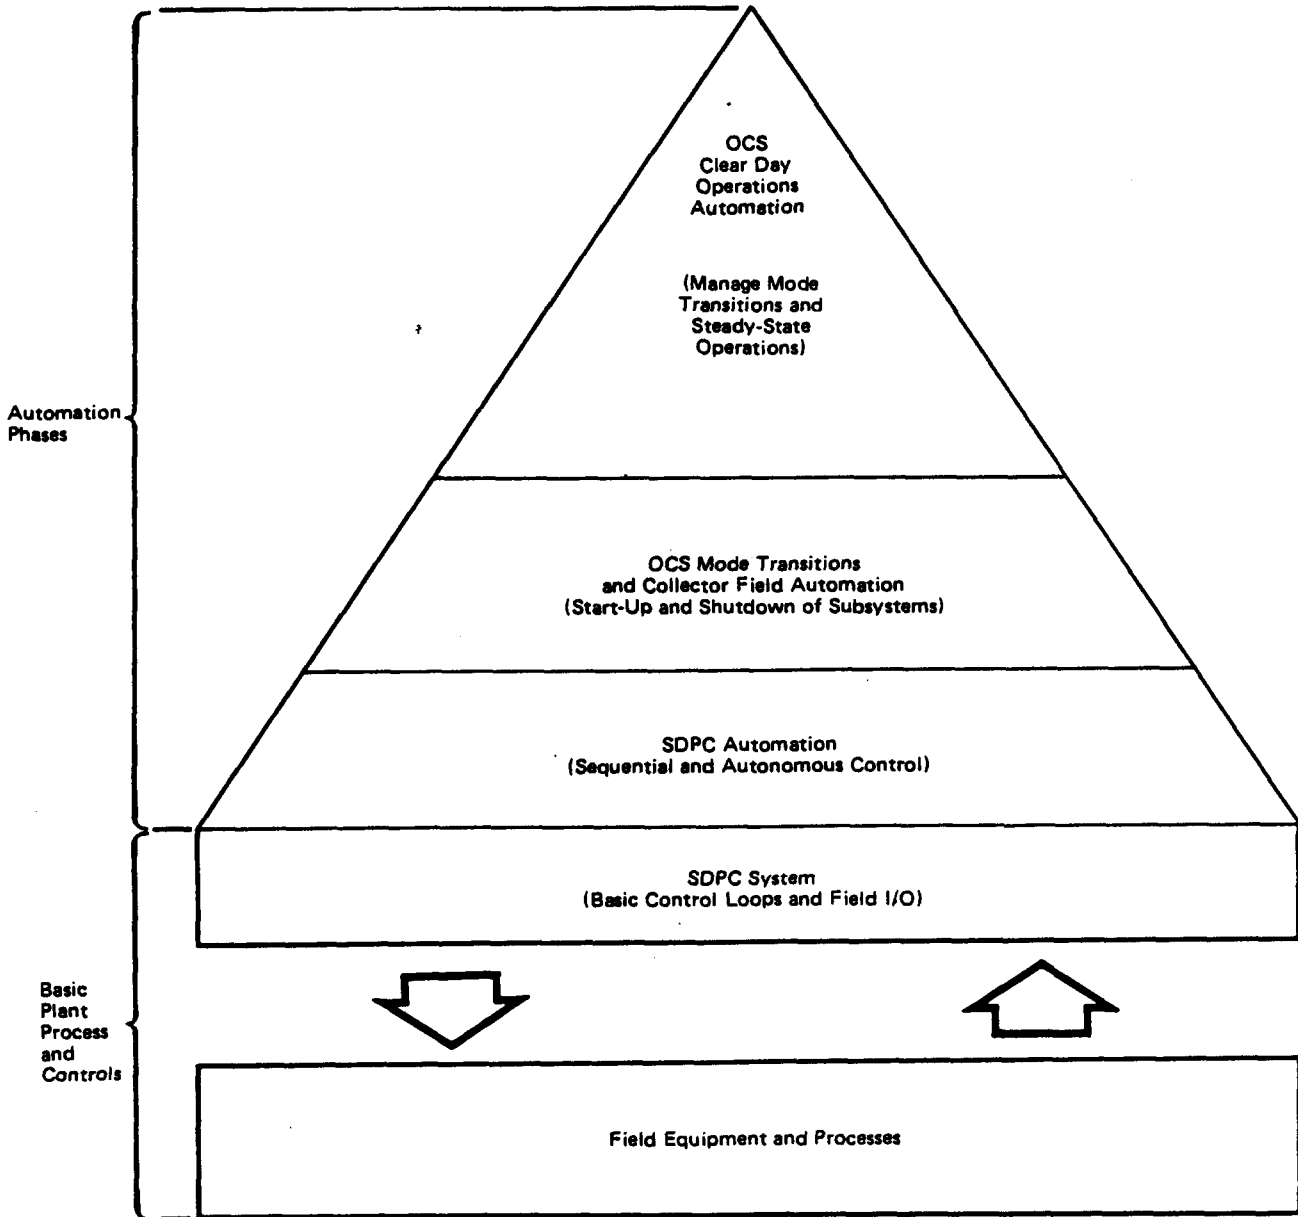 OCS
Clear Day
Operations
Automation
(Manage Mode
Transitions and
Steady-State
Operations)
Automation
Phases
OCS Mode Transitions
and Collector Field Automation
(Start-Up and Shutdown of Subsystems)
SDPC Automation
(Sequential and Autonomous Control)
SDPC System
(Basic Control Loops and Field I/O)
Basic
Plant
Process
and
Controls
Field Equipment and Processes